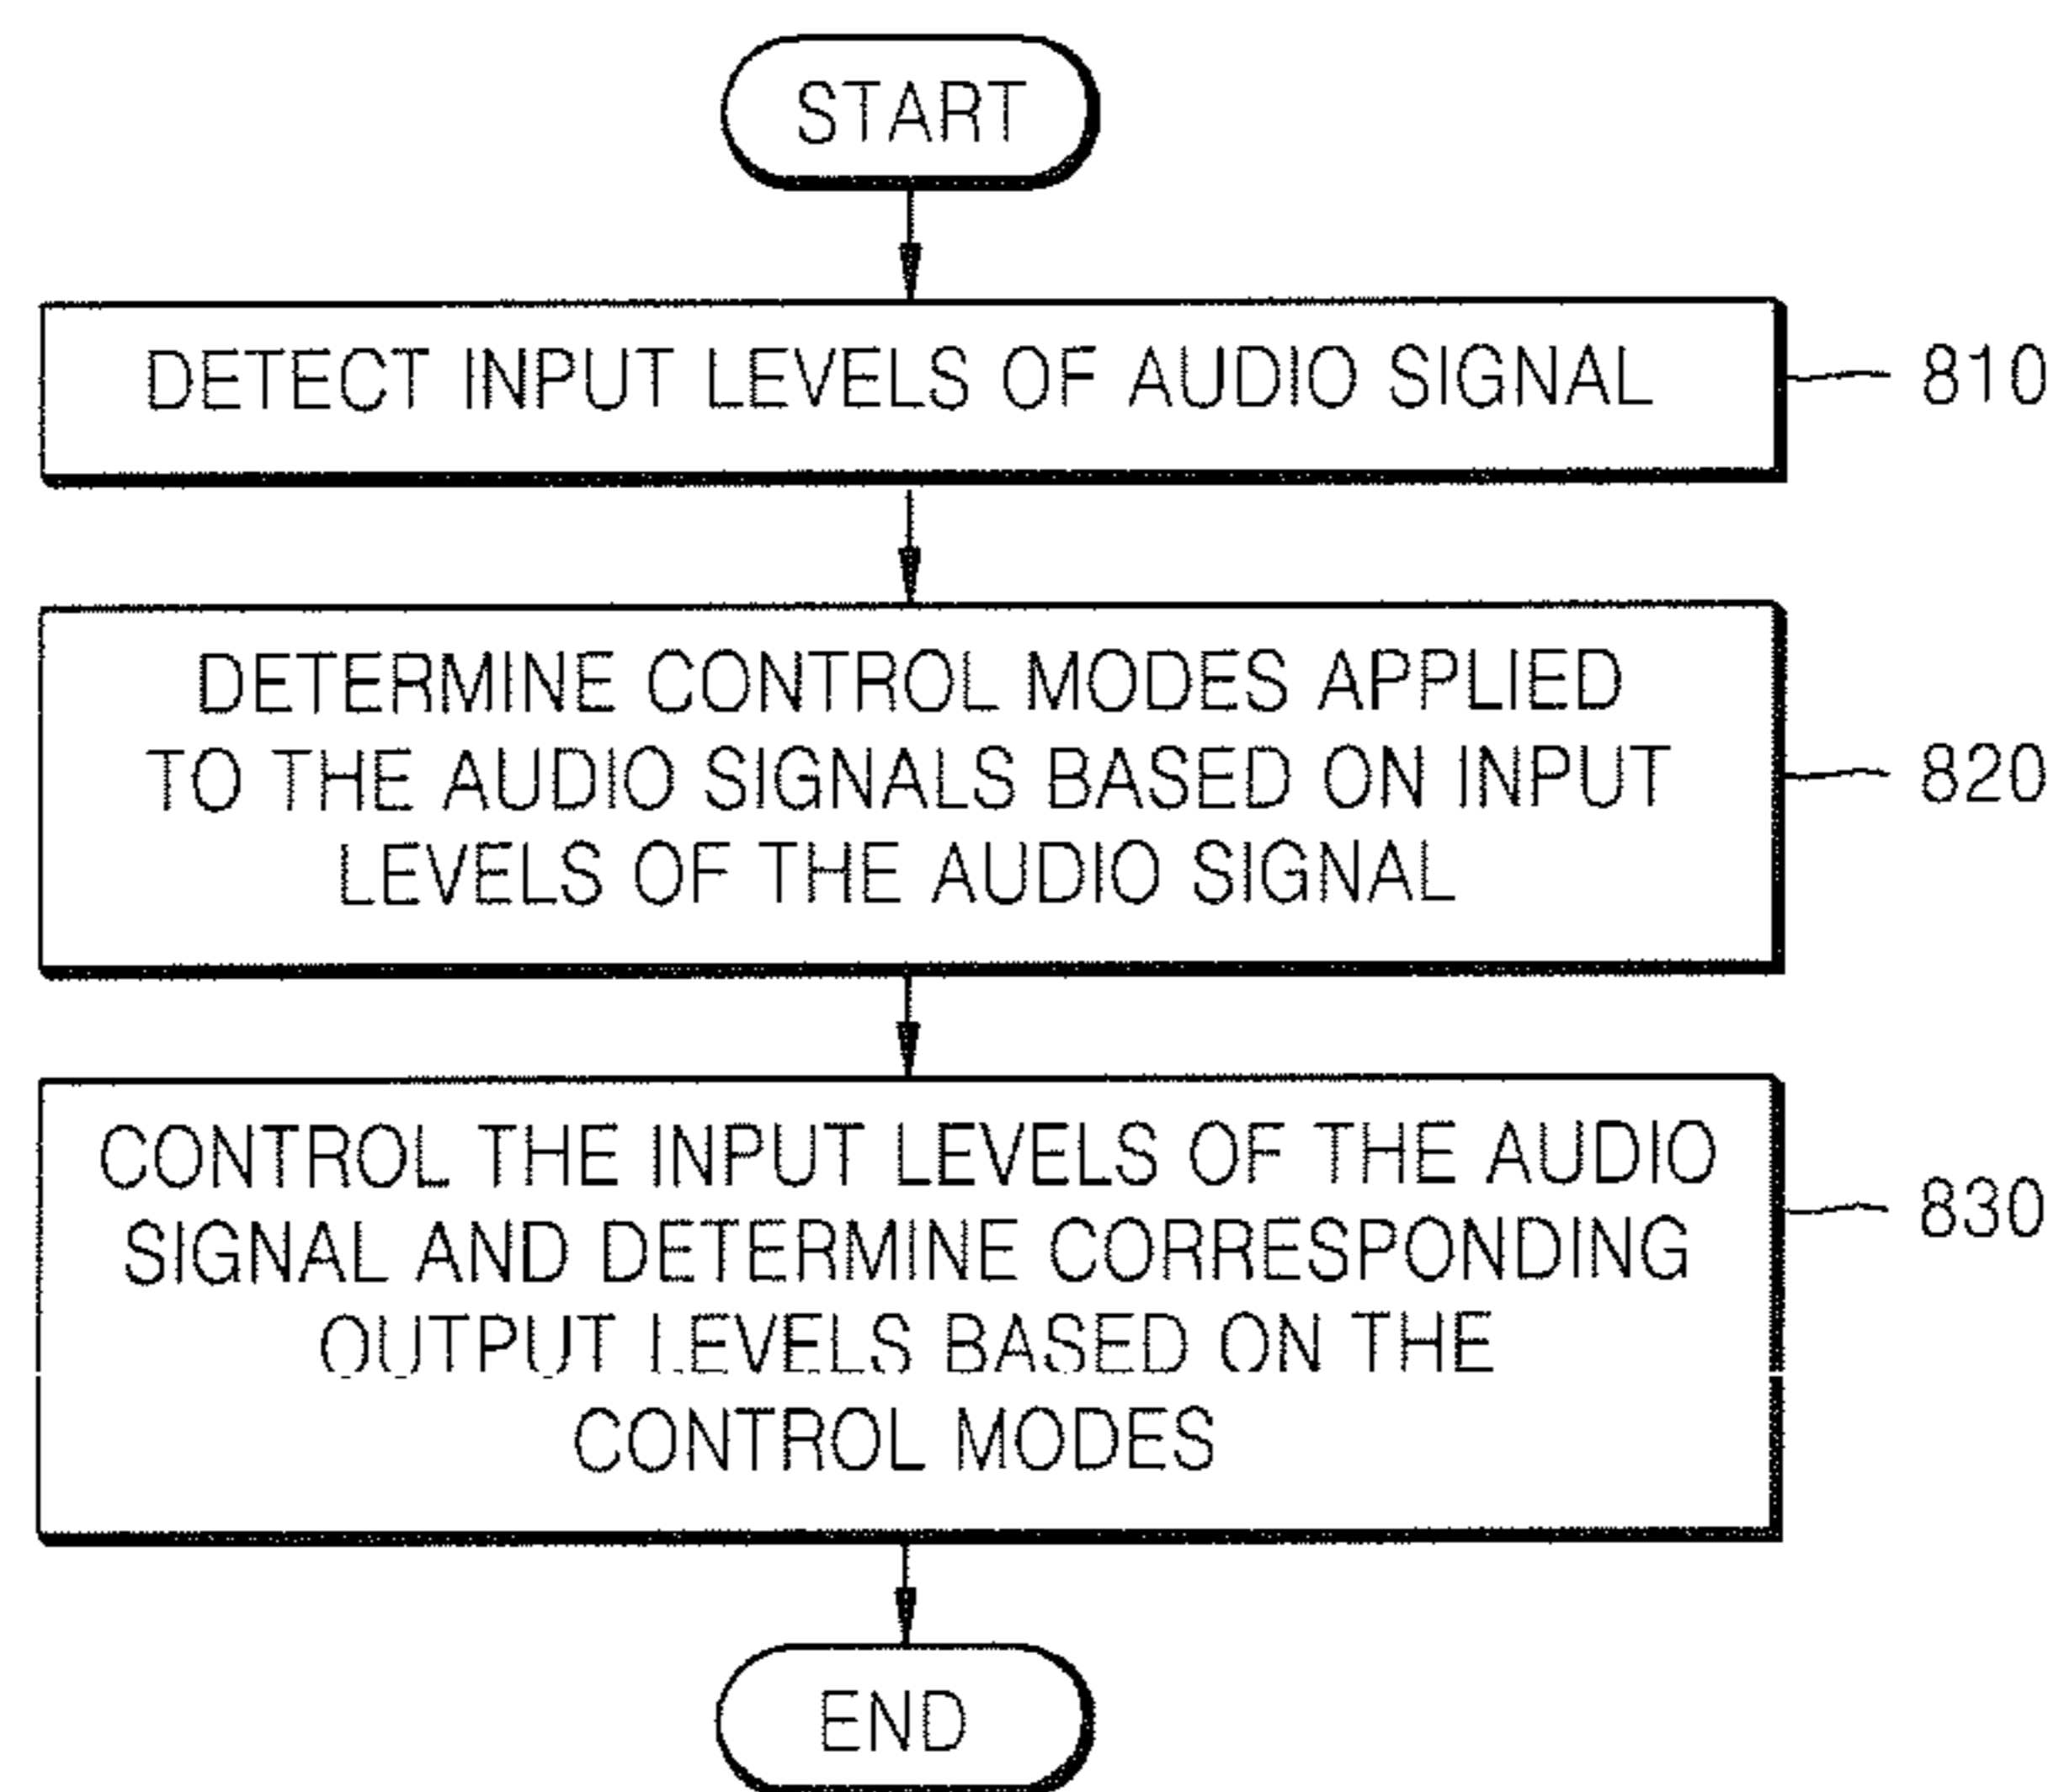 START
DETECT INPUT LEVELS OF AUDIO SIGNAL
810
DETERMINE CONTROL MODES APPLIED
TO THE AUDIO SIGNALS BASED ON INPUT
LEVELS OF THE AUDIO SIGNAL
820
CONTROL THE INPUT LEVELS OF THE AUDIO
SIGNAL AND DETERMINE CORRESPONDING
OUTPUT LEVELS BASED ON THE
CONTROL MODES
830
END